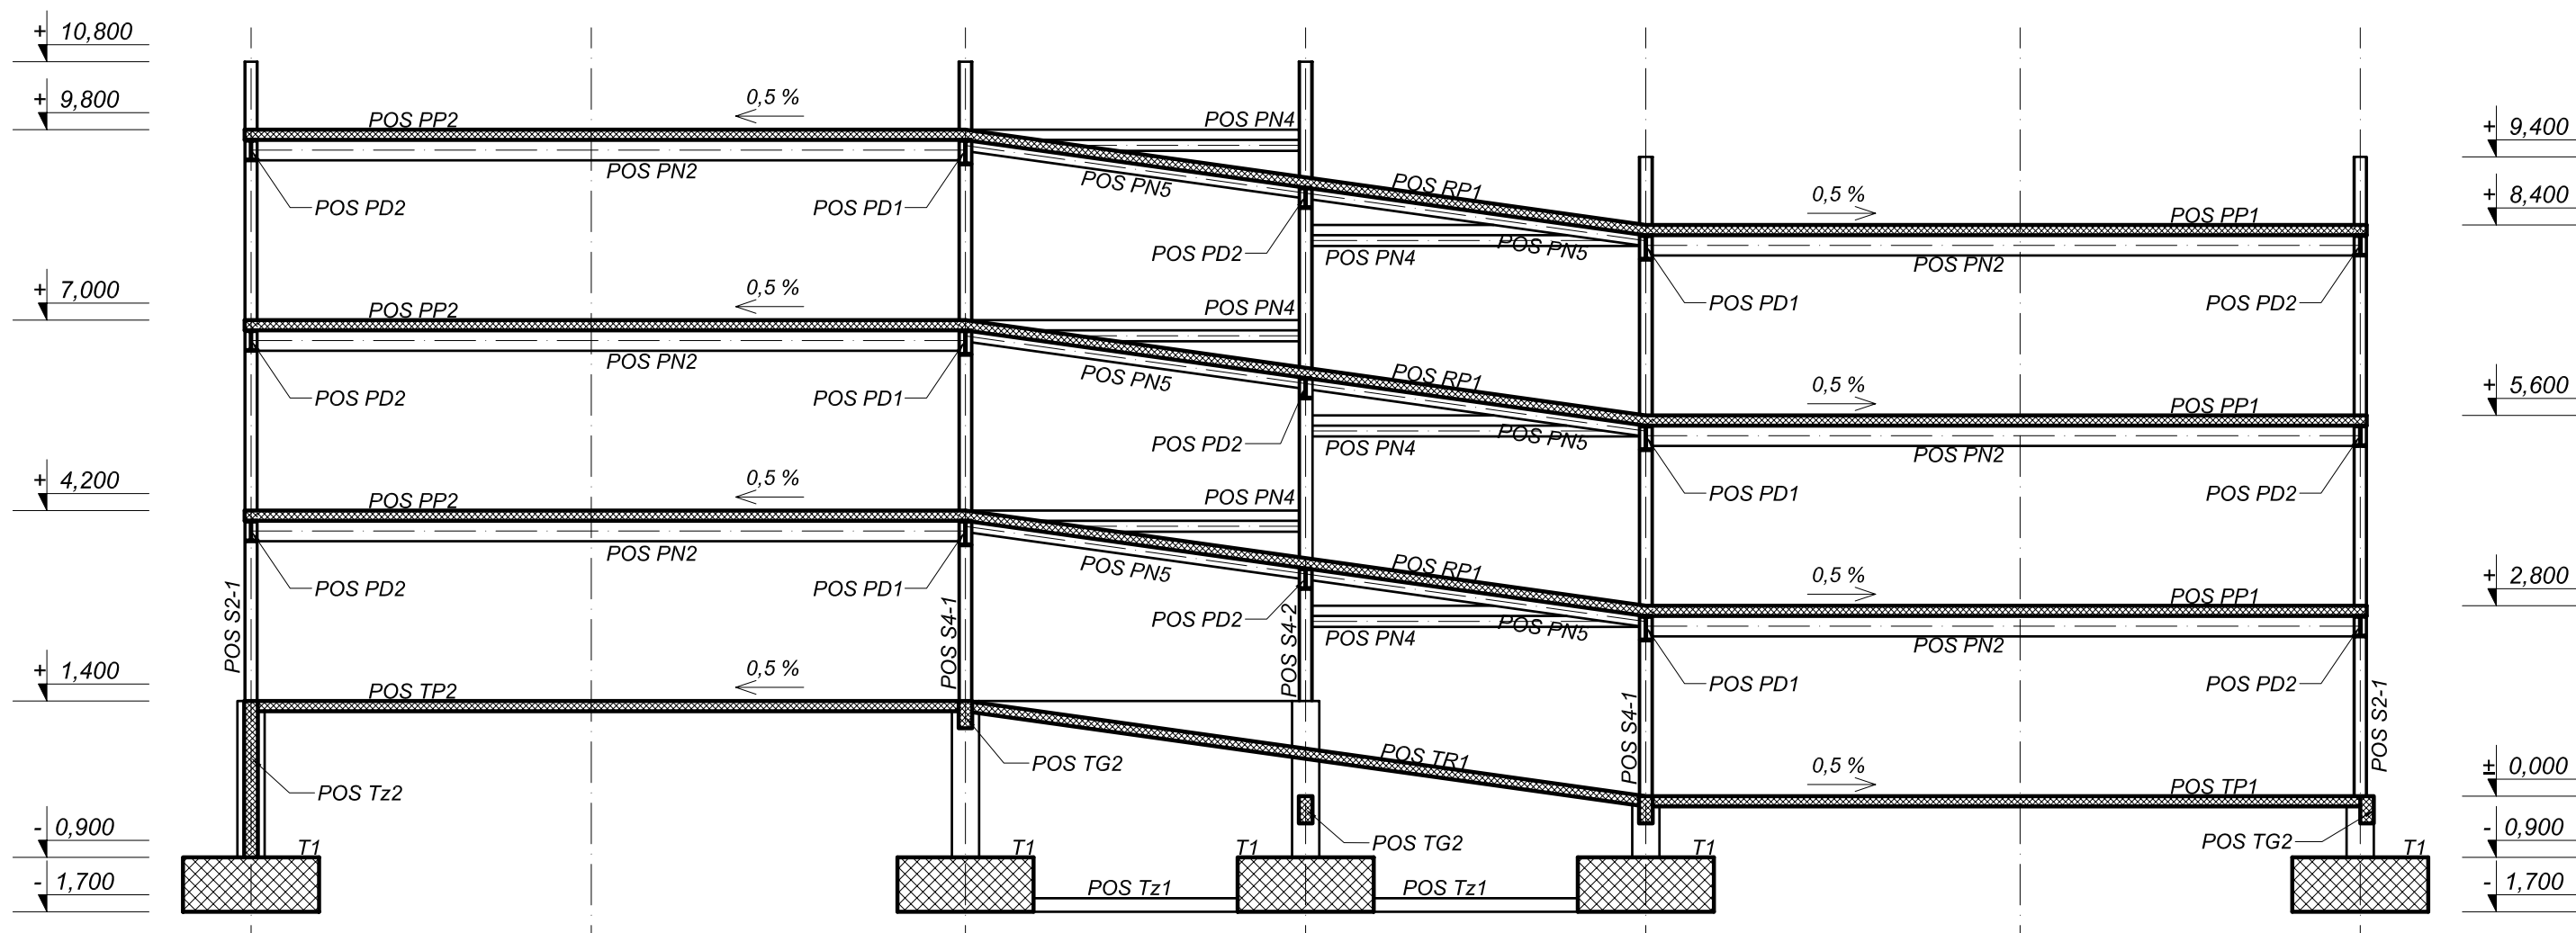 + 10,800
+ 9,800
0,5 %
POS PP2
POS PN4
+ 9,400
POS PN2
POS PN5
POS RP1
0,5 %
+ 8,400
POS PD2
POS PD1
POS PP1
POS PD2
POS PN4
POS PN5
POS PN2
+ 7,000
0,5 %
POS PD1
POS PD2
POS PP2
POS PN4
POS PN2
POS PN5
POS RP1
0,5 %
+ 5,600
POS PD2
POS PD1
POS PP1
POS PD2
POS PN4
POS PN5
POS PN2
+ 4,200
0,5 %
POS PD1
POS PD2
POS PP2
POS PN4
POS PN2
POS PN5
POS RP1
0,5 %
+ 2,800
POS PD2
POS PD1
POS PP1
POS S2-1
POS S4-1
POS PD2
POS S4-2
POS PN4
POS PN5
POS PN2
+ 1,400
0,5 %
POS PD1
POS PD2
POS TP2
POS S4-1
POS S2-1
POS TG2
POS TR1
0,5 %
± 0,000
POS Tz2
POS TP1
- 0,900
- 0,900
POS TG2
POS TG2
T1
T1
T1
T1
T1
- 1,700
POS Tz1
POS Tz1
- 1,700